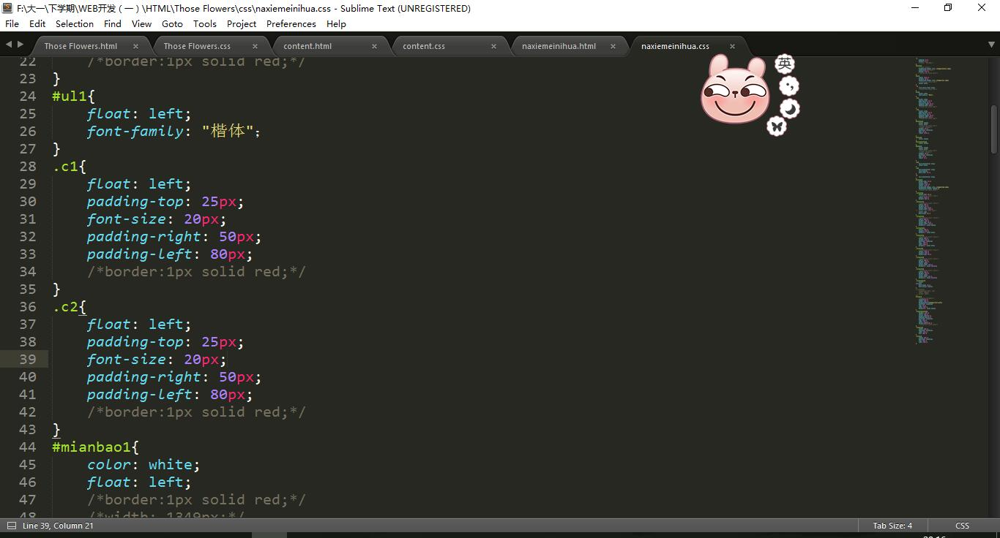 F:\大一\下学期\WEB开发（一）\HTML\Those Flowers\css\naxiemeinihua.css - Sublime Text (UNREGISTERED)
File Edit Selection Find View Goto Tools Project Preferences Help
Those Flowers.html × Those Flowers.css × content.html × content.css × naxiemeinihua.html × naxiemeinihua.css ×
22 /*border:1px solid red;*/
英
23 }
24 #ul1{
25 float: left;
26 font-family: "楷体";
27 }
28 .c1{
29 float: left;
30 padding-top: 25px;
31 font-size: 20px;
32 padding-right: 50px;
33 padding-left: 80px;
34 /*border:1px solid red;*/
35 }
36 .c2{
37 float: left;
38 padding-top: 25px;
39 font-size: 20px;
40 padding-right: 50px;
41 padding-left: 80px;
42 /*border:1px solid red;*/
43 }
44 #mianbao1{
45 color: white;
46 float: left;
47 /*border:1px solid red;*/
48 /*width: 1349px;*/
Line 39, Column 21 Tab Size: 4 CSS